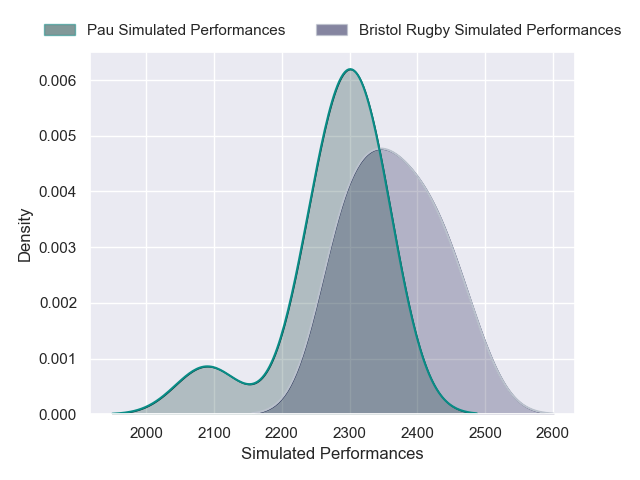 Pau Simulated Performances
Bristol Rugby Simulated Performances
0.006
0.005
0.004
0.003
0.002
0.001
0.000
Density
2000 2100 2200 2300 2400 2500 2600
Simulated Performances